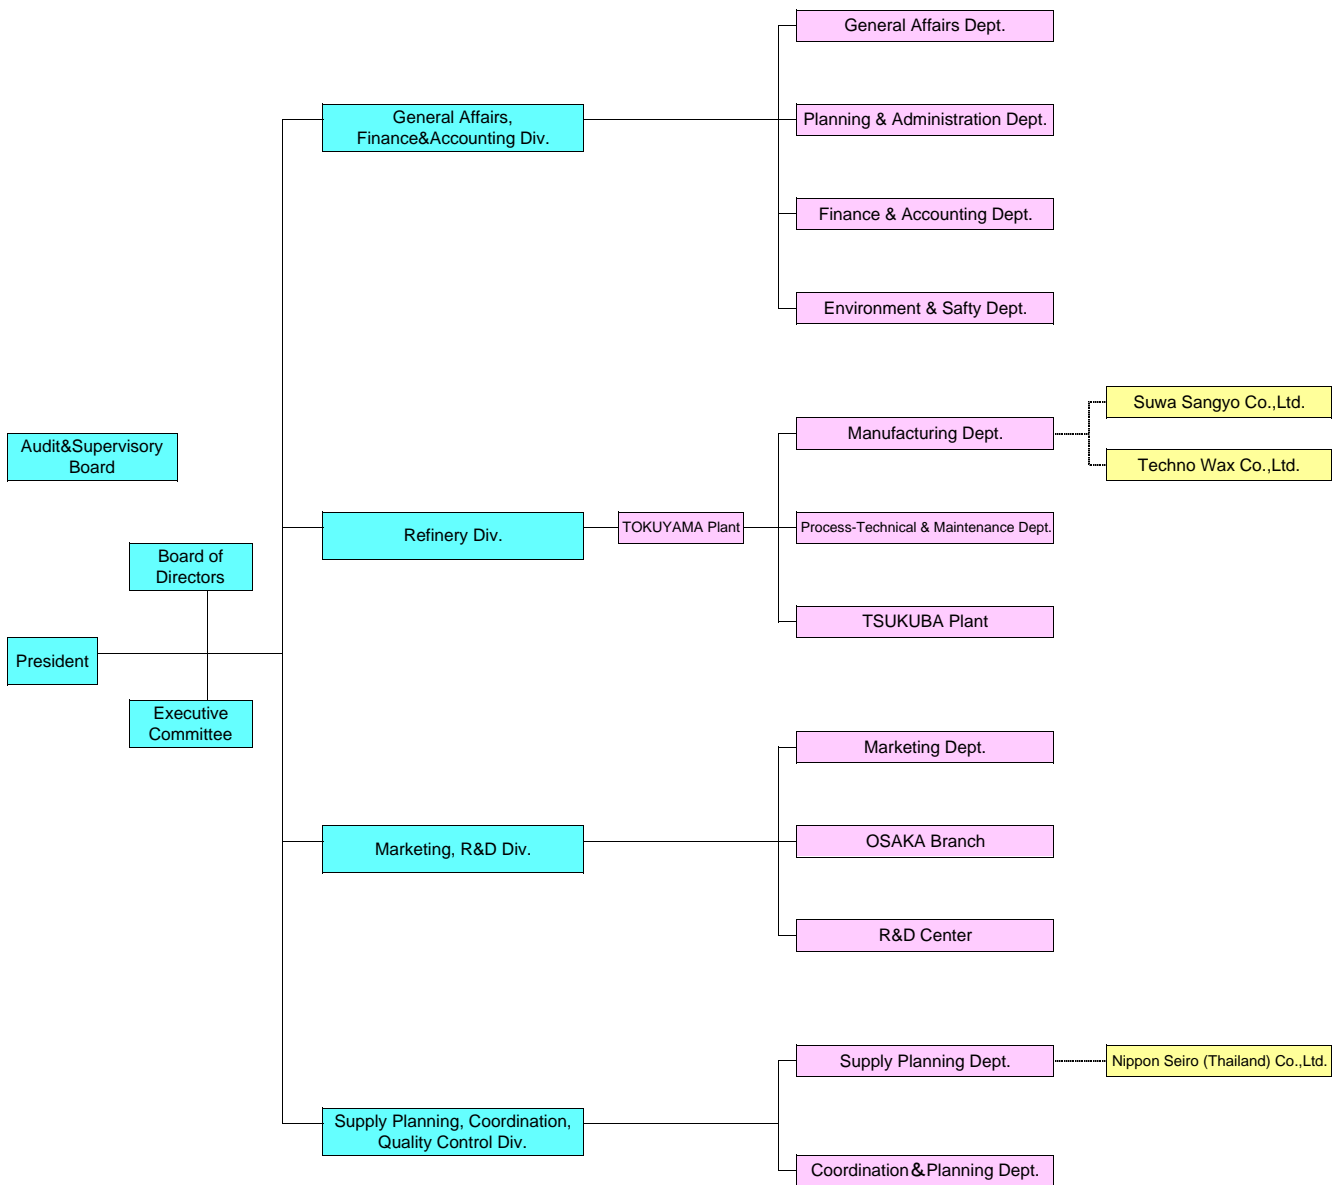 General Affairs Dept.
General Affairs,
Finance&Accounting Div.
Planning & Administration Dept.
Finance & Accounting Dept.
Environment & Safty Dept.
Audit&Supervisory
Board
Manufacturing Dept.
Suwa Sangyo Co.,Ltd.
Techno Wax Co.,Ltd.
Refinery Div.
TOKUYAMA Plant
Process-Technical & Maintenance Dept.
TSUKUBA Plant
Board of
Directors
President
Executive
Committee
Marketing Dept.
Marketing, R&D Div.
OSAKA Branch
R&D Center
Supply Planning Dept.
Nippon Seiro (Thailand) Co.,Ltd.
Supply Planning, Coordination,
Quality Control Div.
Coordination&Planning Dept.